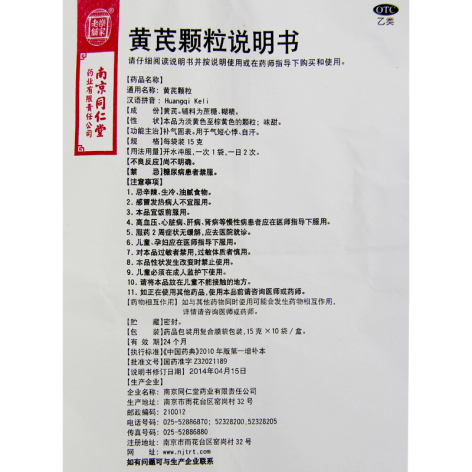 老字號
南京同仁堂
药业有限责任公司
OTC
乙类
黄芪颗粒说明书
请仔细阅读说明书并按说明使用或在药师指导下购买和使用。
【药品名称】
通用名称：黄芪颗粒
汉语拼音：Huangqi Keli
【成 份】黄芪。辅料为蔗糖、糊精。
【性 状】本品为淡黄色至棕黄色的颗粒；味甜。
【功能主治】补气固表。用于气短心悸、自汗。
【规 格】每袋装15克
【用法用量】开水冲服，一次1袋，一日2次。
【不良反应】尚不明确。
【禁 忌】糖尿病患者禁服。
【注意事项】
1. 忌辛辣、生冷、油腻食物。
2. 感冒发热病人不宜服用。
3. 本品宜饭前服用。
4. 高血压、心脏病、肝病、肾病等慢性病患者应在医师指导下服用。
5. 服药2周症状无缓解，应去医院就诊。
6. 儿童、孕妇应在医师指导下服用。
7. 对本品过敏者禁用，过敏体质者慎用。
8. 本品性状发生改变时禁止使用。
9. 儿童必须在成人监护下使用。
10. 请将本品放在儿童不能接触的地方。
11. 如正在使用其他药品，使用本品前请咨询医师或药师。
【药物相互作用】如与其他药物同时使用可能会发生药物相互作用，
详情请咨询医师或药师。
【贮 藏】密封。
【包 装】药品包装用复合膜袋包装，15克×10袋/盒。
【有 效 期】24个月
【执行标准】《中国药典》2010年版第一增补本
【批准文号】国药准字Z32021189
【说明书修订日期】2014年04月15日
【生产企业】
企业名称：南京同仁堂药业有限责任公司
生产地址：南京市雨花台区窑岗村32号
邮政编码：210012
电话号码：025-52886870；52328200、52328205
传真号码：025-52886880
注册地址：南京市雨花台区窑岗村32号
网 址：www.njtrt.com
如有问题可与生产企业联系